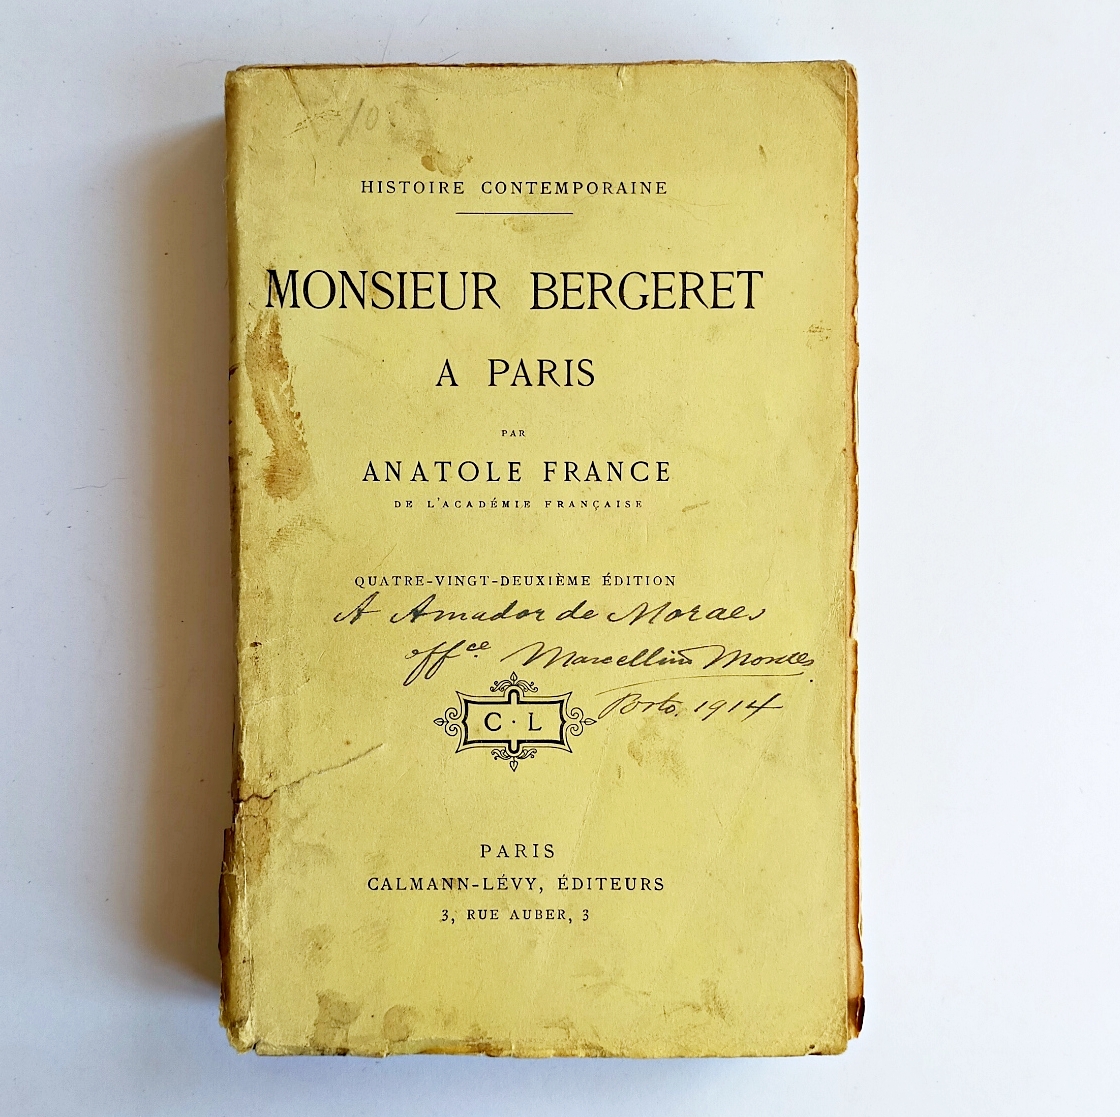 10
HISTOIRE CONTEMPORAINE
MONSIEUR BERGERET
A PARIS
PAR
ANATOLE FRANCE
DE L'ACADÉMIE FRANÇAISE
QUATRE-VINGT-DEUXIÈME ÉDITION
A Amador de Moraes
offce Marcellino
Porto, 1914
C · L
PARIS
CALMANN-LÉVY, ÉDITEURS
3, RUE AUBER, 3